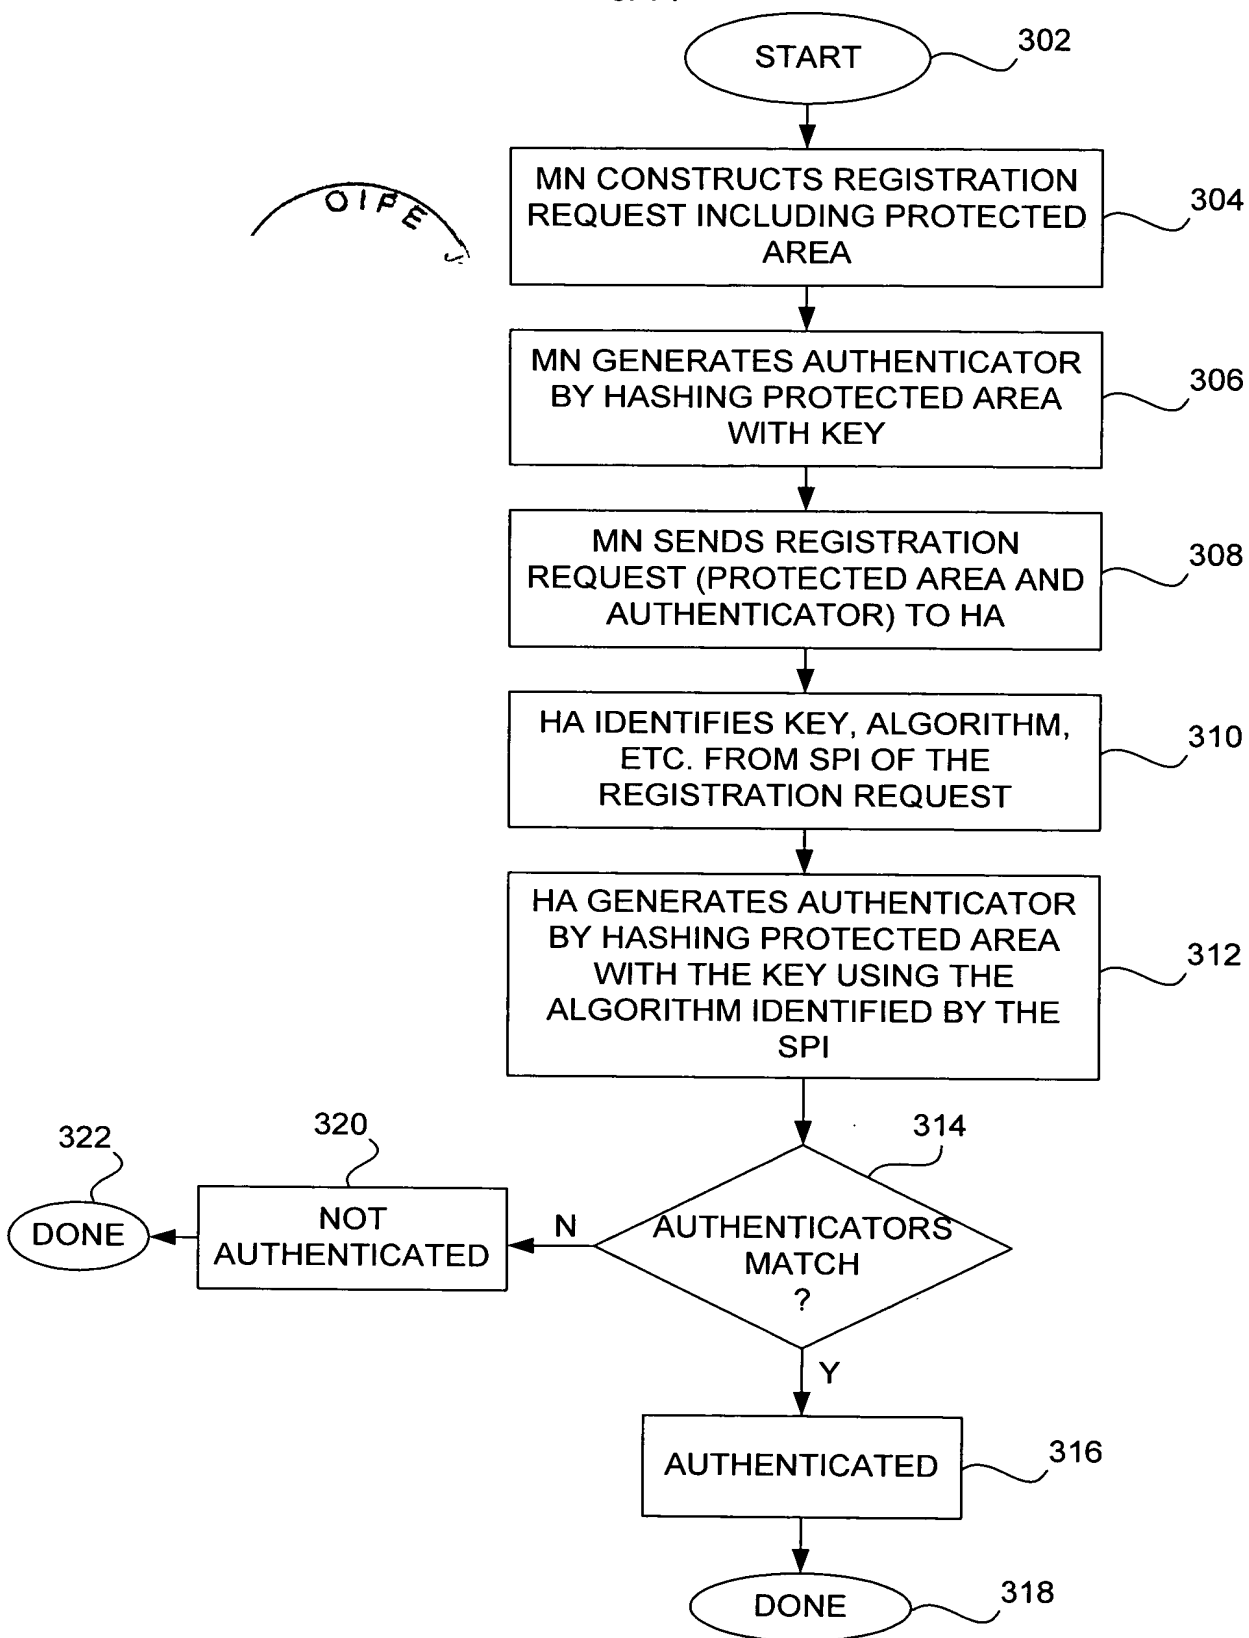 START
302
MN CONSTRUCTS REGISTRATION
REQUEST INCLUDING PROTECTED
AREA
304
OIPE
MN GENERATES AUTHENTICATOR
BY HASHING PROTECTED AREA
WITH KEY
306
MN SENDS REGISTRATION
REQUEST (PROTECTED AREA AND
AUTHENTICATOR) TO HA
308
HA IDENTIFIES KEY, ALGORITHM,
ETC. FROM SPI OF THE
REGISTRATION REQUEST
310
HA GENERATES AUTHENTICATOR
BY HASHING PROTECTED AREA
WITH THE KEY USING THE
ALGORITHM IDENTIFIED BY THE
SPI
312
314
AUTHENTICATORS
MATCH
?
N
320
NOT
AUTHENTICATED
322
DONE
Y
AUTHENTICATED
316
DONE
318